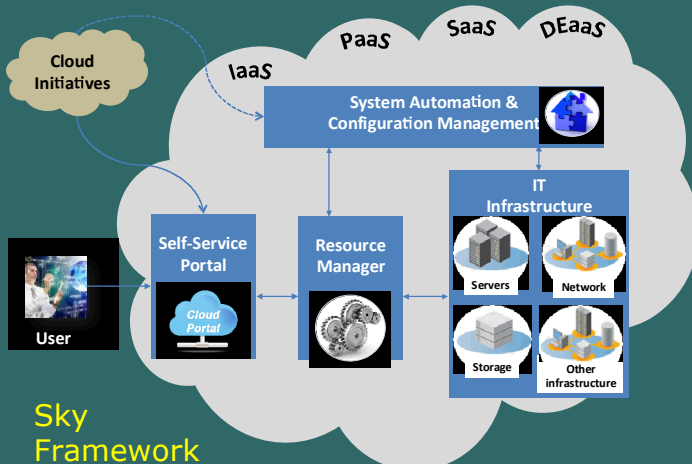 Cloud
Initiatives
IaaS
PaaS
SaaS
DEaaS
System Automation &
Configuration Management
IT
Infrastructure
Self-Service
Portal
Resource
Manager
Cloud
Portal
Servers
Network
Storage
Other
infrastructure
User
Sky
Framework